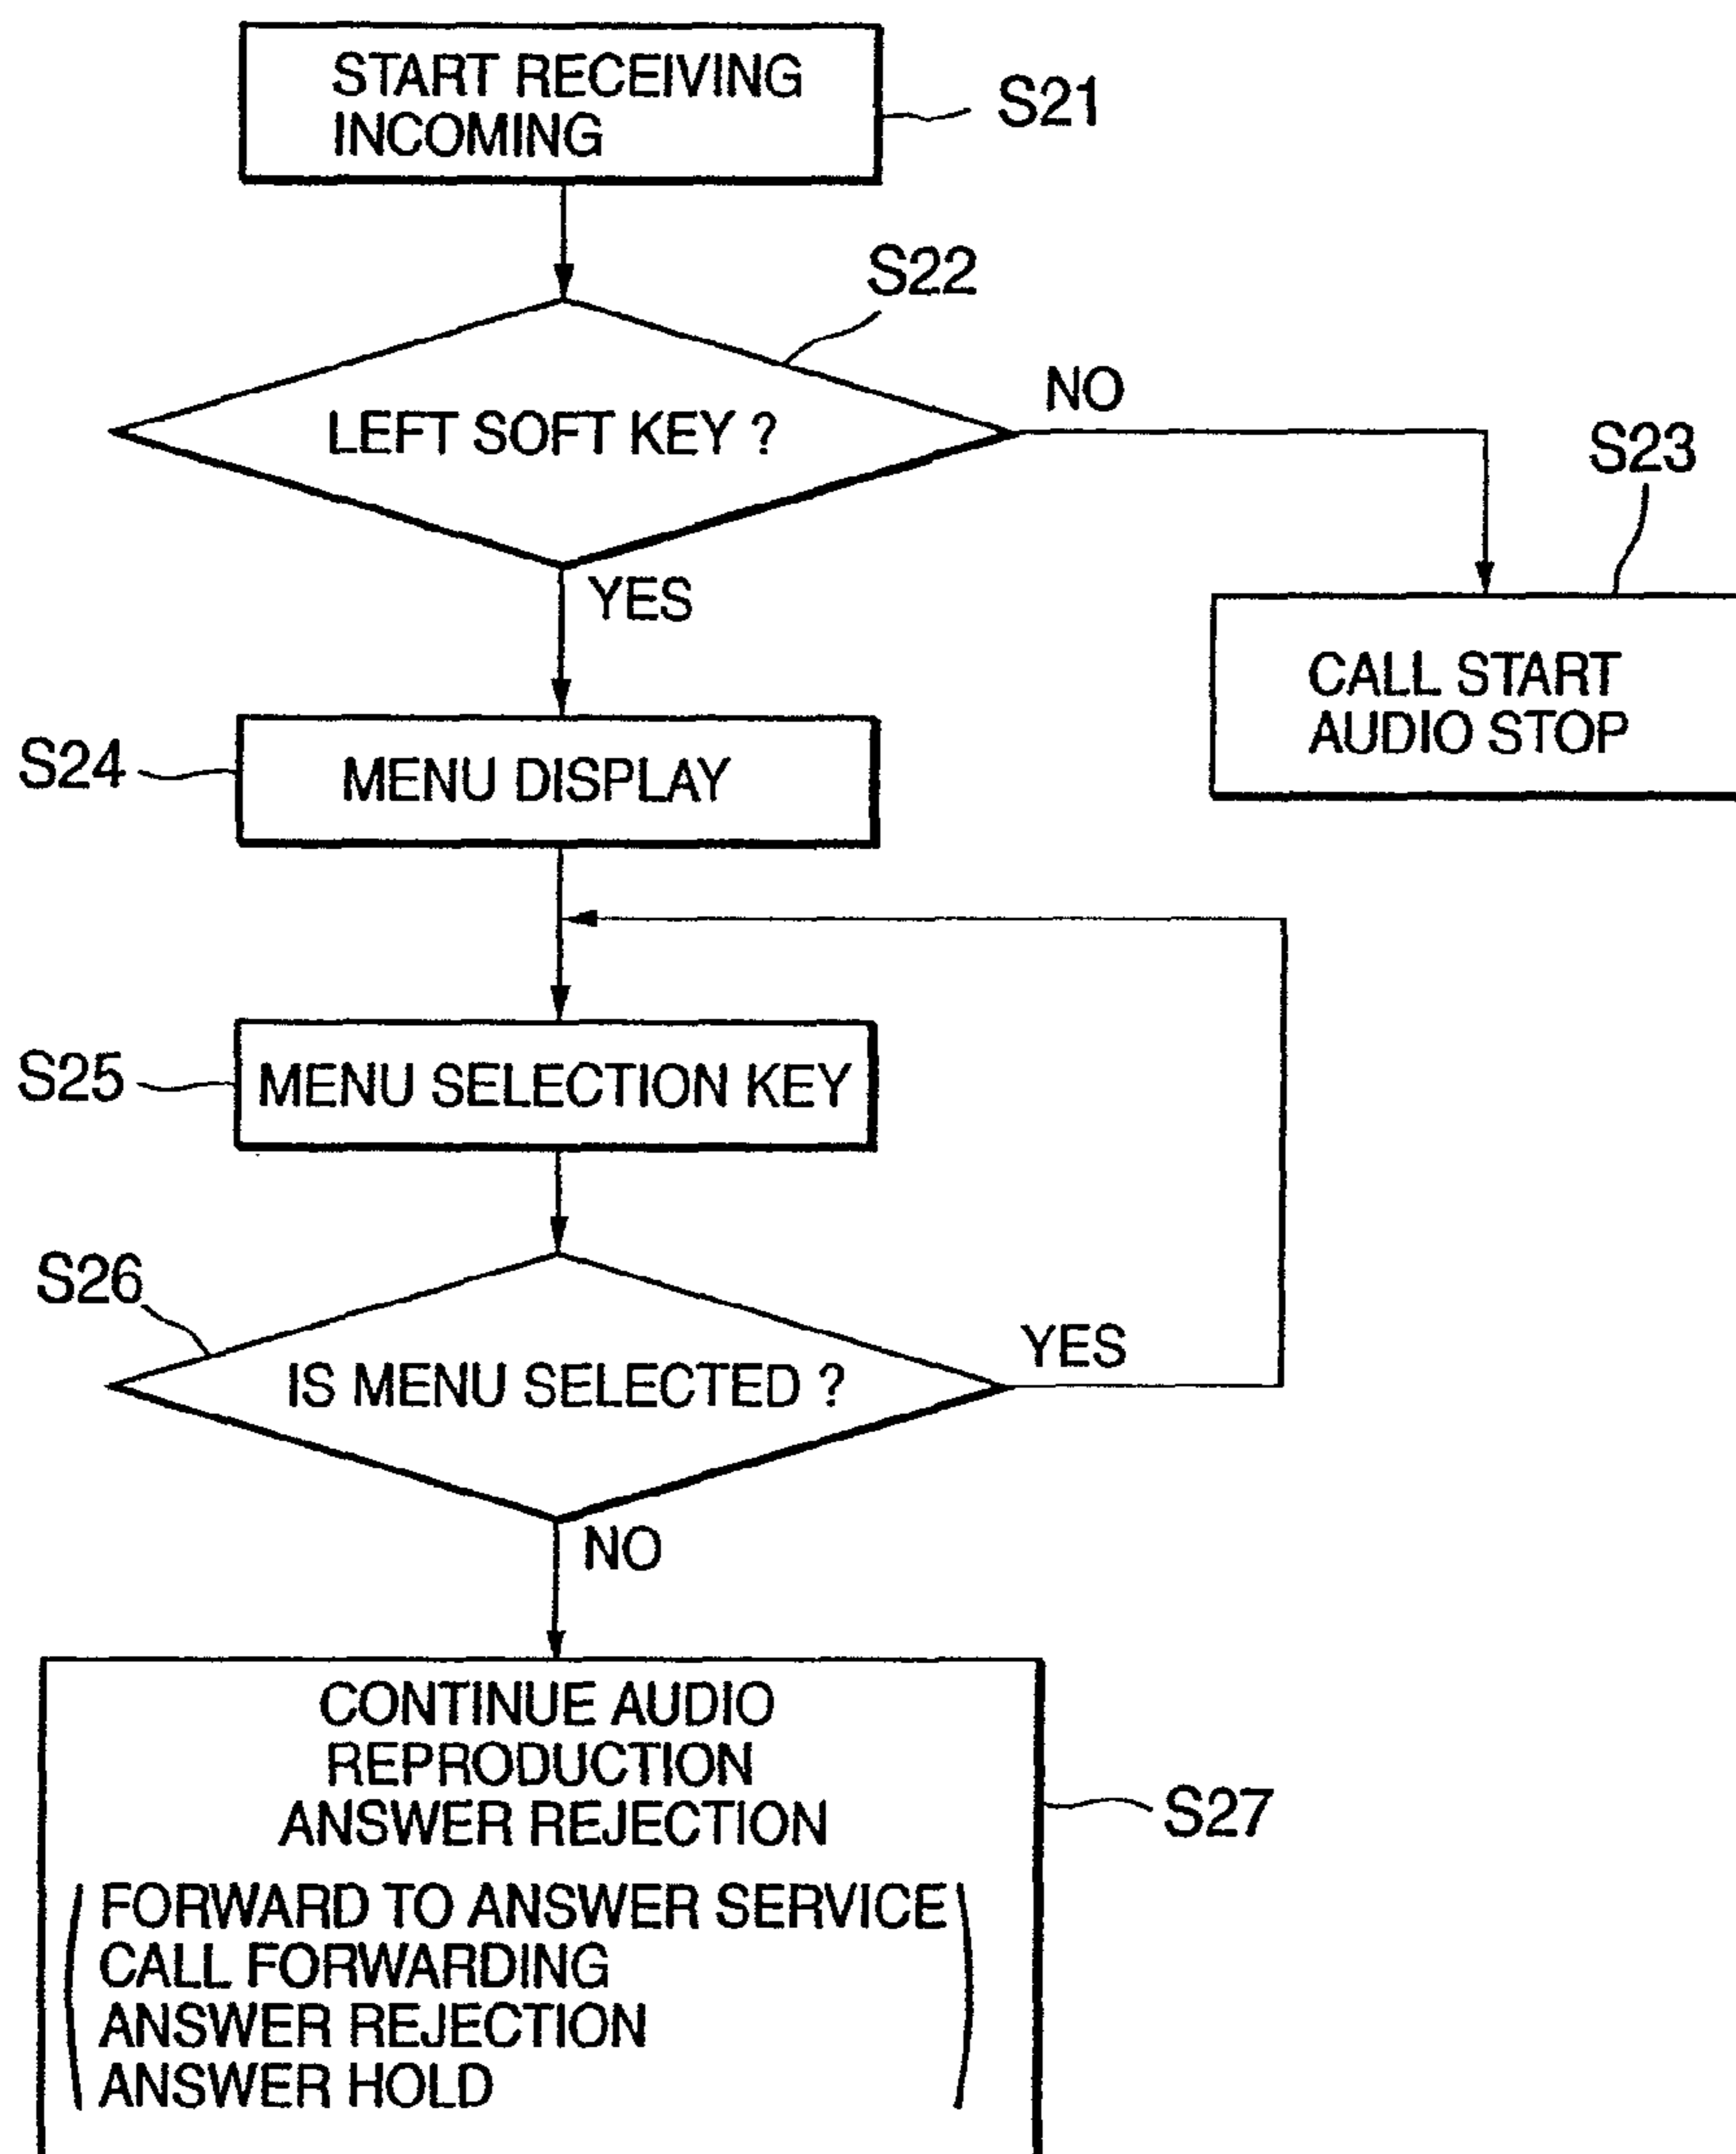 START RECEIVING
INCOMING
S21
S22
LEFT SOFT KEY ?
NO
YES
S23
CALL START
AUDIO STOP
S24
MENU DISPLAY
S25
MENU SELECTION KEY
S26
IS MENU SELECTED ?
YES
NO
CONTINUE AUDIO
REPRODUCTION
ANSWER REJECTION
S27
(FORWARD TO ANSWER SERVICE
CALL FORWARDING
ANSWER REJECTION
ANSWER HOLD)